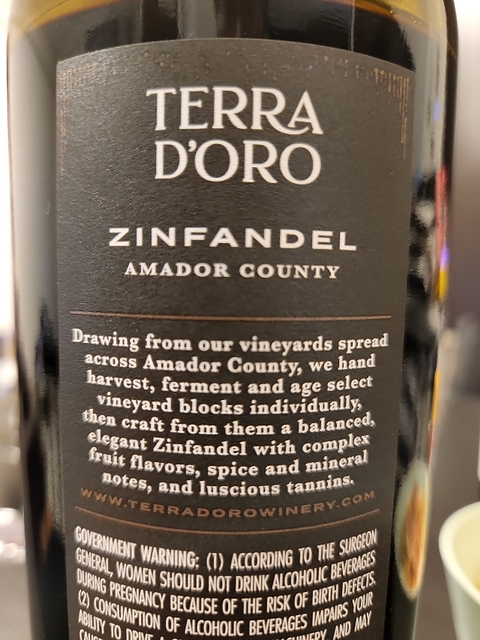 TERRA
D'ORO
ZINFANDEL
AMADOR COUNTY
Drawing from our vineyards spread
across Amador County, we hand
harvest, ferment and age select
vineyard blocks individually,
then craft from them a balanced,
elegant Zinfandel with complex
fruit flavors, spice and mineral
notes, and luscious tannins.
WWW.TERRADOROWINERY.COM
GOVERNMENT WARNING: (1) ACCORDING TO THE SURGEON
GENERAL, WOMEN SHOULD NOT DRINK ALCOHOLIC BEVERAGES
DURING PREGNANCY BECAUSE OF THE RISK OF BIRTH DEFECTS.
(2) CONSUMPTION OF ALCOHOLIC BEVERAGES IMPAIRS YOUR
ABILITY TO DRIVE A MACHINERY, AND MAY